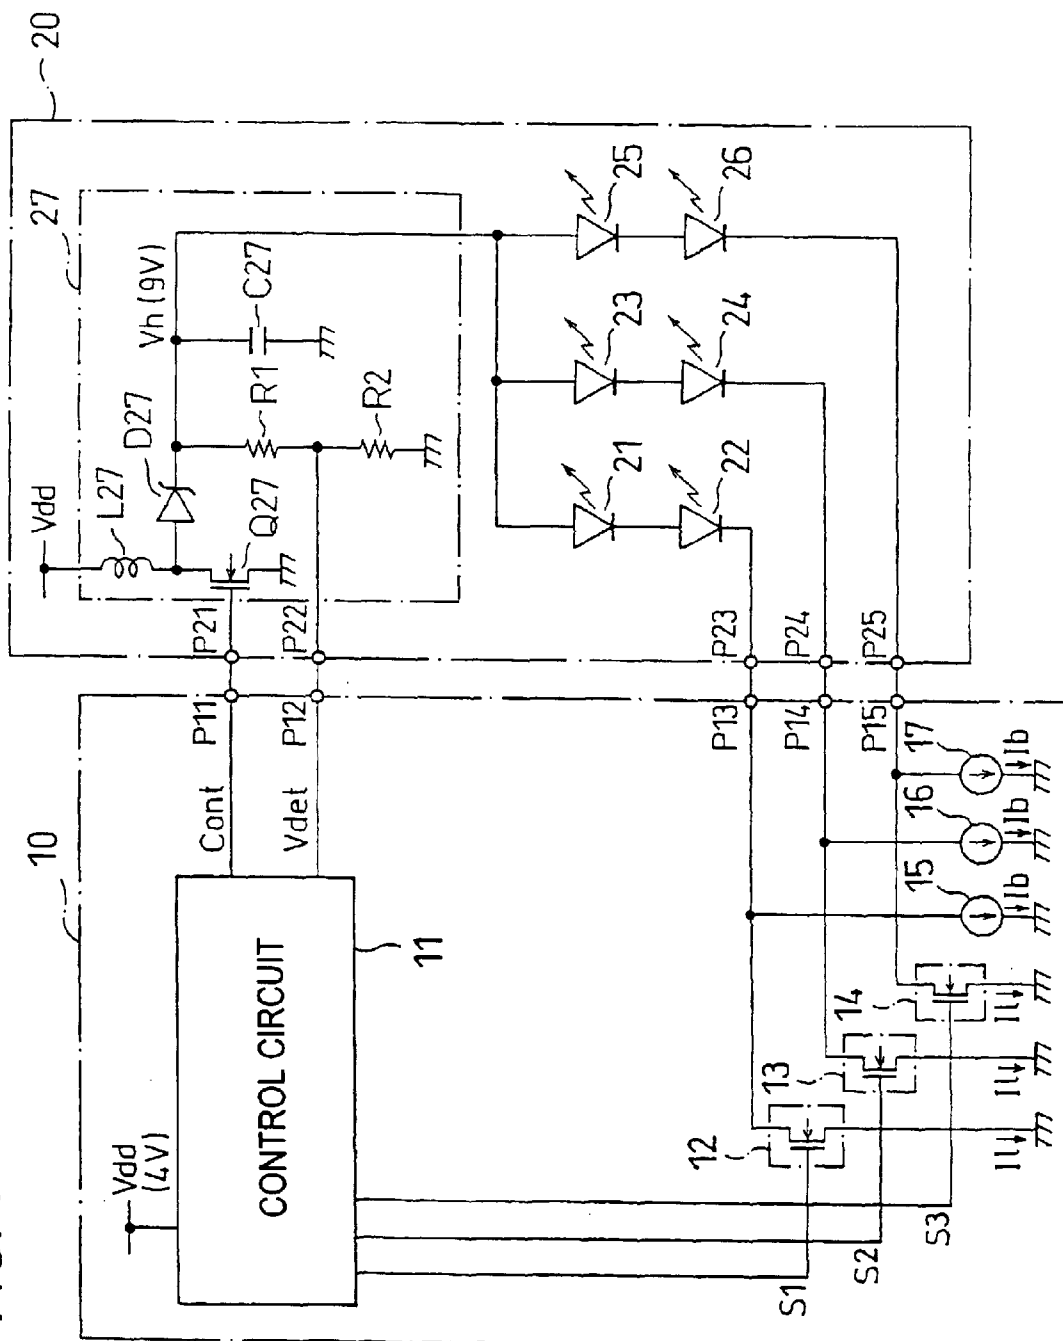 10
20
27
Vdd
(4V)
CONTROL CIRCUIT
11
Cont
Vdet
P11
P12
P21
P22
Vdd
L27
D27
Q27
Vh (9V)
R1
C27
R2
21
22
23
24
25
26
P13
P14
P15
P23
P24
P25
12
13
14
15
16
17
Ib
Ib
Ib
Il
Il
Il
S1
S2
S3